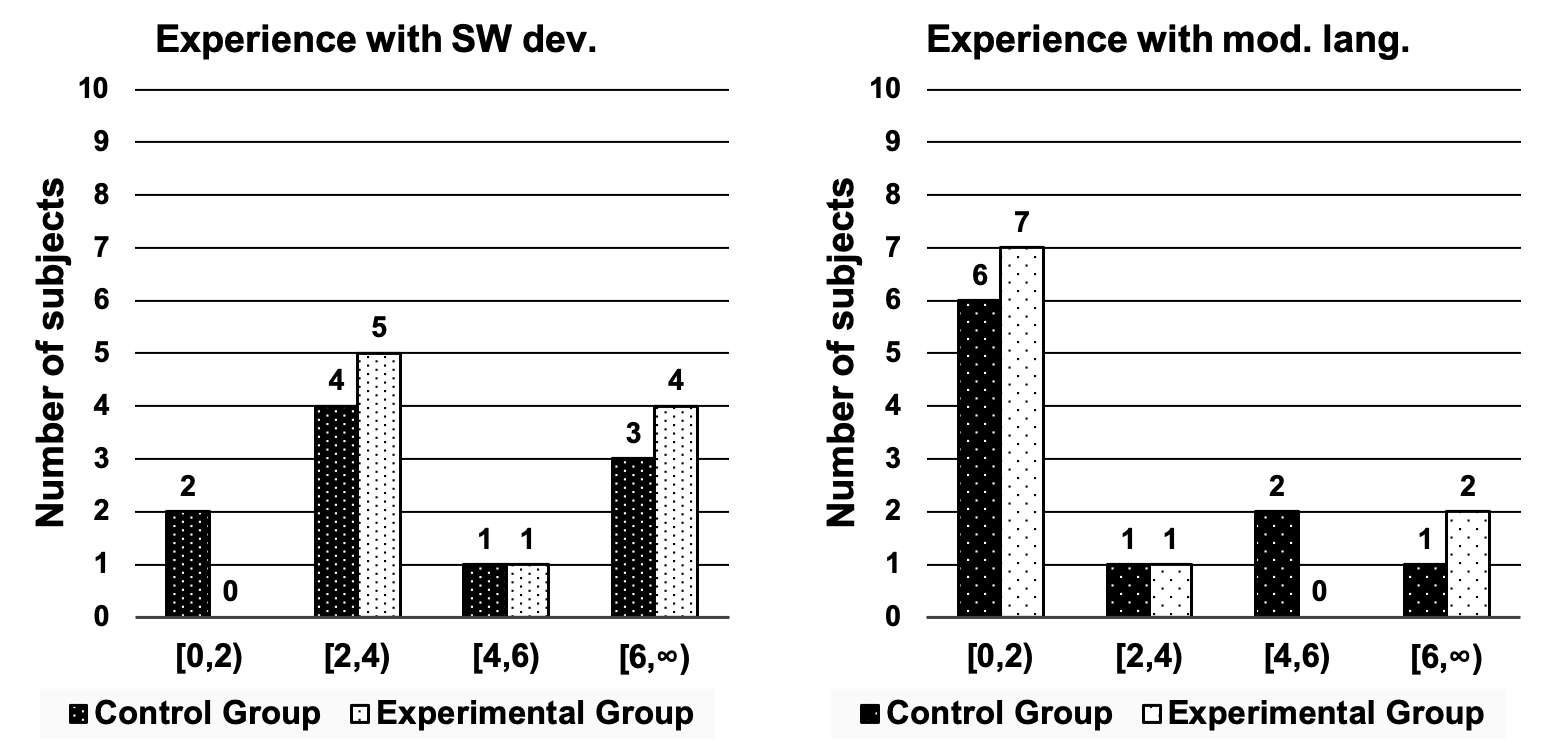 Experience with SW dev.
10
9
8
7
6
5
4
3
2
1
0
Number of subjects
2 0 4 5 1 1 3 4
[0,2) [2,4) [4,6) [6,∞)
Control Group Experimental Group
Experience with mod. lang.
10
9
8
7
6
5
4
3
2
1
0
Number of subjects
6 7 1 1 2 0 1 2
[0,2) [2,4) [4,6) [6,∞)
Control Group Experimental Group